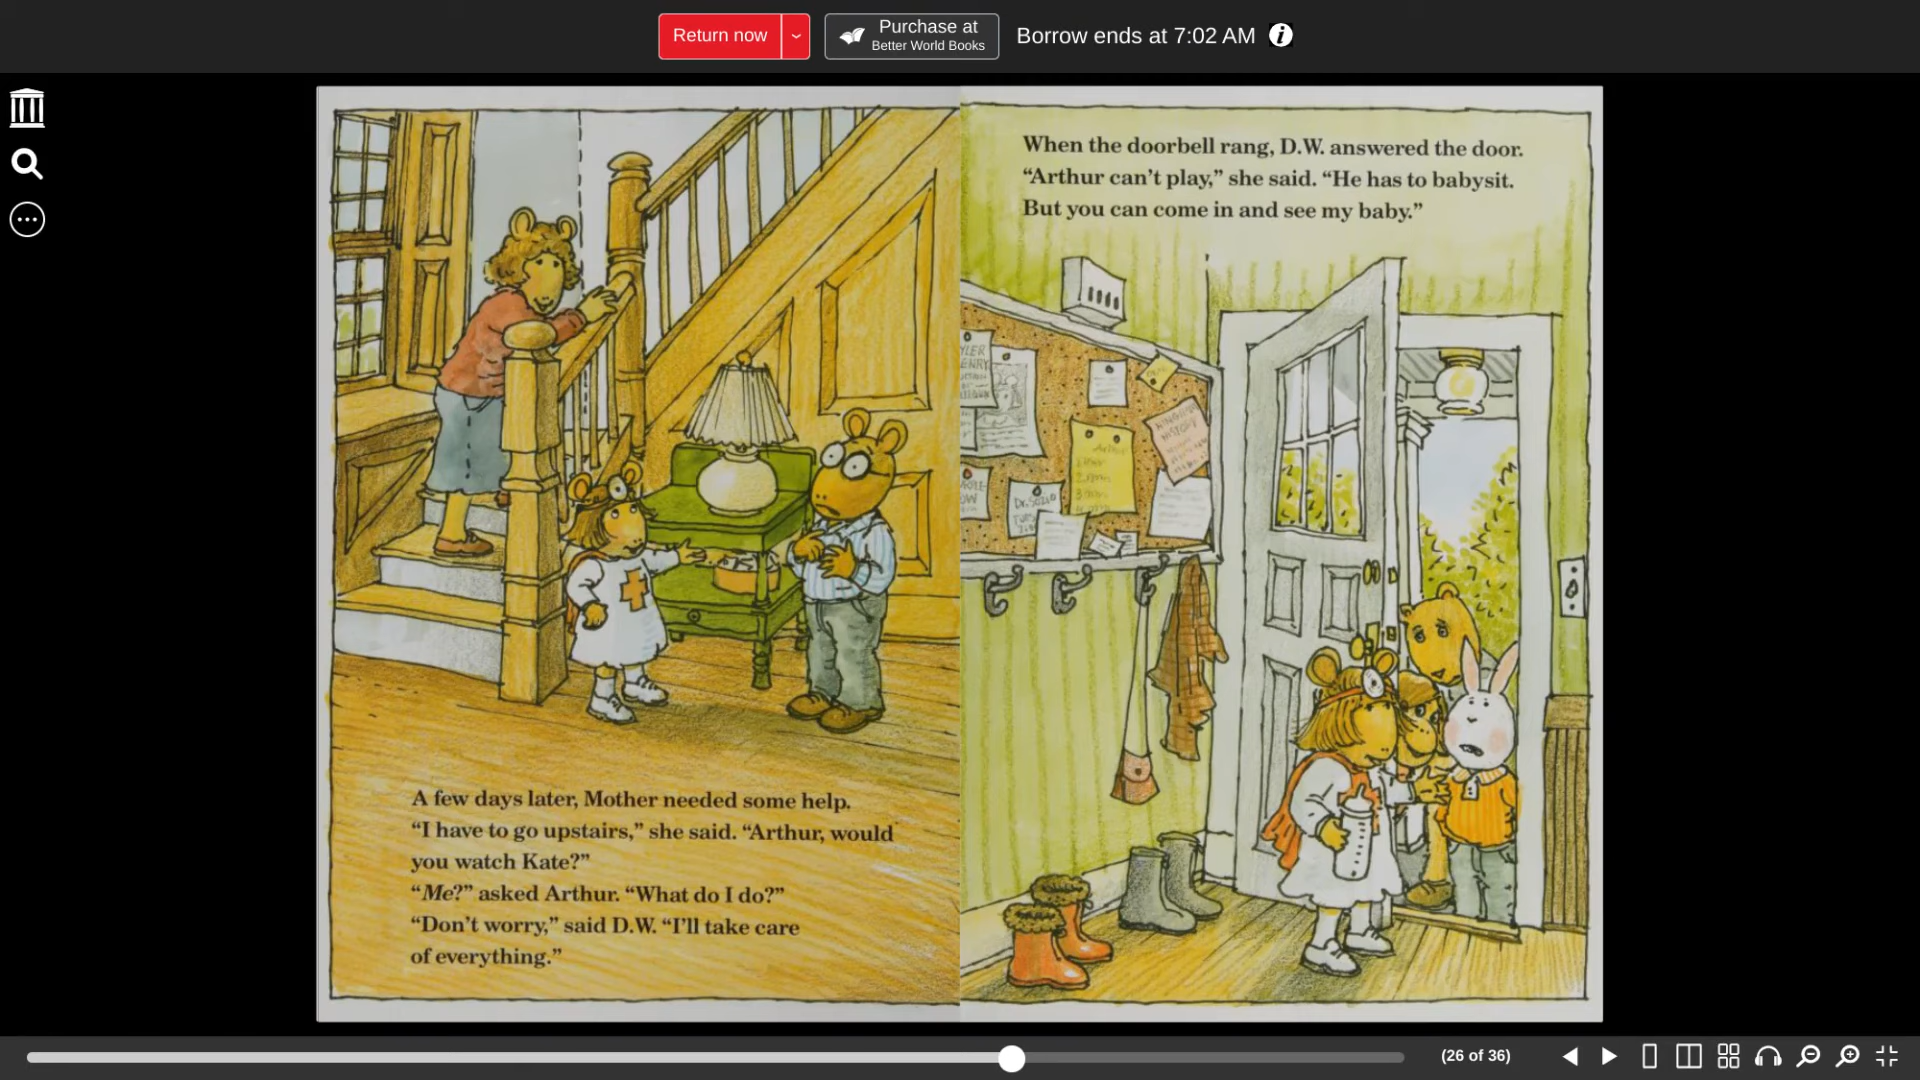 Return now
Purchase at
Better World Books
Borrow ends at 7:02 AM
A few days later, Mother needed some help.
“I have to go upstairs,” she said. “Arthur, would
you watch Kate?”
“Me?” asked Arthur. “What do I do?”
“Don’t worry,” said D.W. “I’ll take care
of everything.”
When the doorbell rang, D.W. answered the door.
“Arthur can’t play,” she said. “He has to babysit.
But you can come in and see my baby.”
Arthur
HISTORY
(26 of 36)